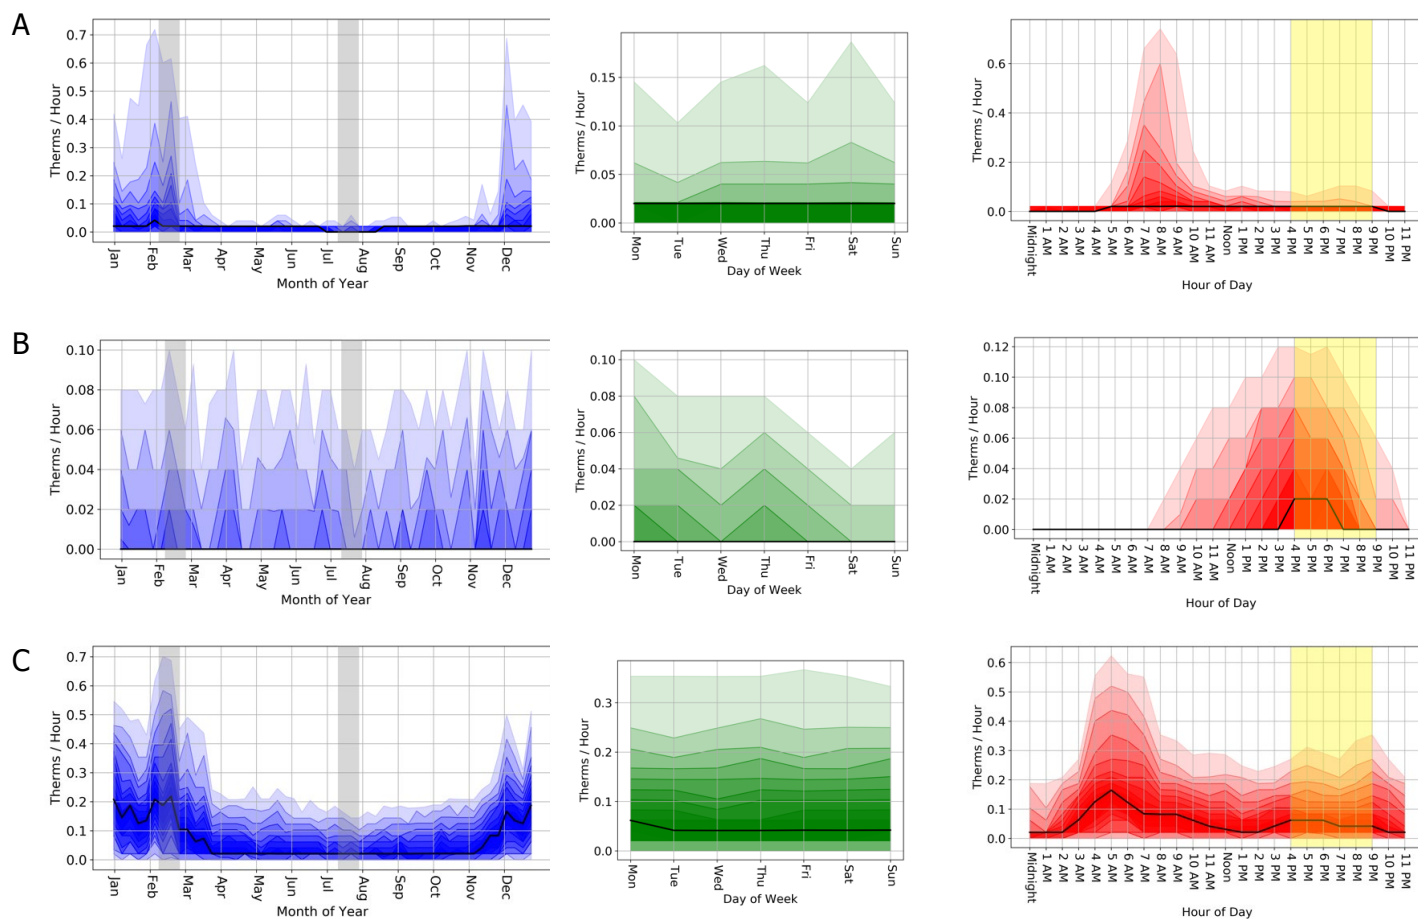 A
Therms / Hour
0.7
0.6
0.5
0.4
0.3
0.2
0.1
0.0
Jan
Feb
Mar
Apr
May
Jun
Jul
Aug
Sep
Oct
Nov
Dec
Month of Year
Therms / Hour
0.15
0.10
0.05
0.00
Mon
Tue
Wed
Thu
Fri
Sat
Sun
Day of Week
Therms / Hour
0.6
0.4
0.2
0.0
Midnight
1 AM
2 AM
3 AM
4 AM
5 AM
6 AM
7 AM
8 AM
9 AM
10 AM
11 AM
Noon
1 PM
2 PM
3 PM
4 PM
5 PM
6 PM
7 PM
8 PM
9 PM
10 PM
11 PM
Hour of Day
B
Therms / Hour
0.10
0.08
0.06
0.04
0.02
0.00
Jan
Feb
Mar
Apr
May
Jun
Jul
Aug
Sep
Oct
Nov
Dec
Month of Year
Therms / Hour
0.10
0.08
0.06
0.04
0.02
0.00
Mon
Tue
Wed
Thu
Fri
Sat
Sun
Day of Week
Therms / Hour
0.12
0.10
0.08
0.06
0.04
0.02
0.00
Midnight
1 AM
2 AM
3 AM
4 AM
5 AM
6 AM
7 AM
8 AM
9 AM
10 AM
11 AM
Noon
1 PM
2 PM
3 PM
4 PM
5 PM
6 PM
7 PM
8 PM
9 PM
10 PM
11 PM
Hour of Day
C
Therms / Hour
0.7
0.6
0.5
0.4
0.3
0.2
0.1
0.0
Jan
Feb
Mar
Apr
May
Jun
Jul
Aug
Sep
Oct
Nov
Dec
Month of Year
Therms / Hour
0.3
0.2
0.1
0.0
Mon
Tue
Wed
Thu
Fri
Sat
Sun
Day of Week
Therms / Hour
0.6
0.5
0.4
0.3
0.2
0.1
0.0
Midnight
1 AM
2 AM
3 AM
4 AM
5 AM
6 AM
7 AM
8 AM
9 AM
10 AM
11 AM
Noon
1 PM
2 PM
3 PM
4 PM
5 PM
6 PM
7 PM
8 PM
9 PM
10 PM
11 PM
Hour of Day